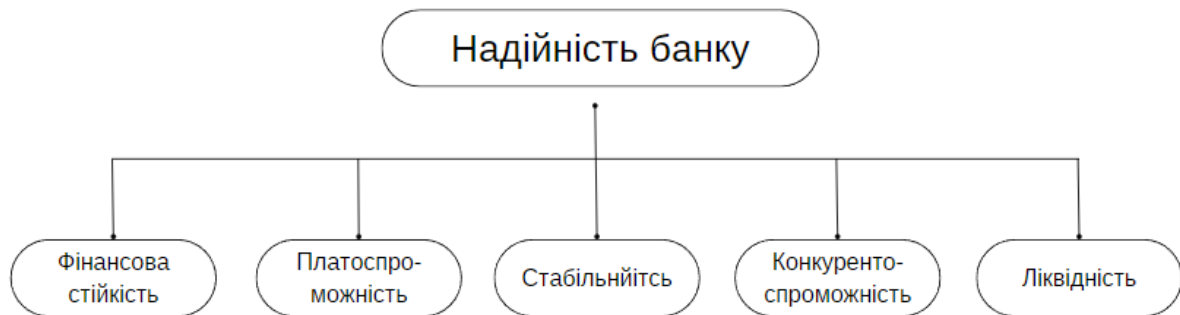 Надійність банку
Фінансова
стійкість
Платоспро-
можність
Стабільнйітсь
Конкуренто-
спроможність
Ліквідність